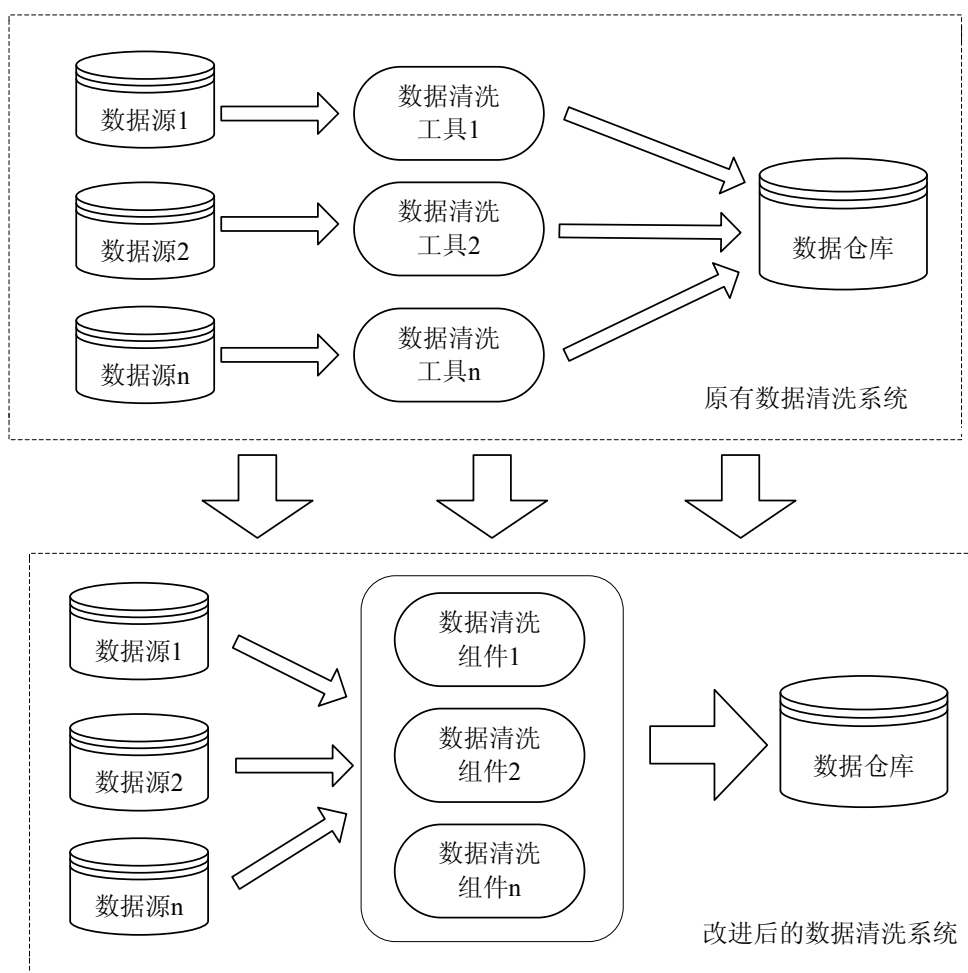 数据源1
数据清洗
工具1
数据源2
数据清洗
工具2
数据仓库
数据源n
数据清洗
工具n
原有数据清洗系统
数据源1
数据清洗
组件1
数据源2
数据清洗
组件2
数据仓库
数据源n
数据清洗
组件n
改进后的数据清洗系统